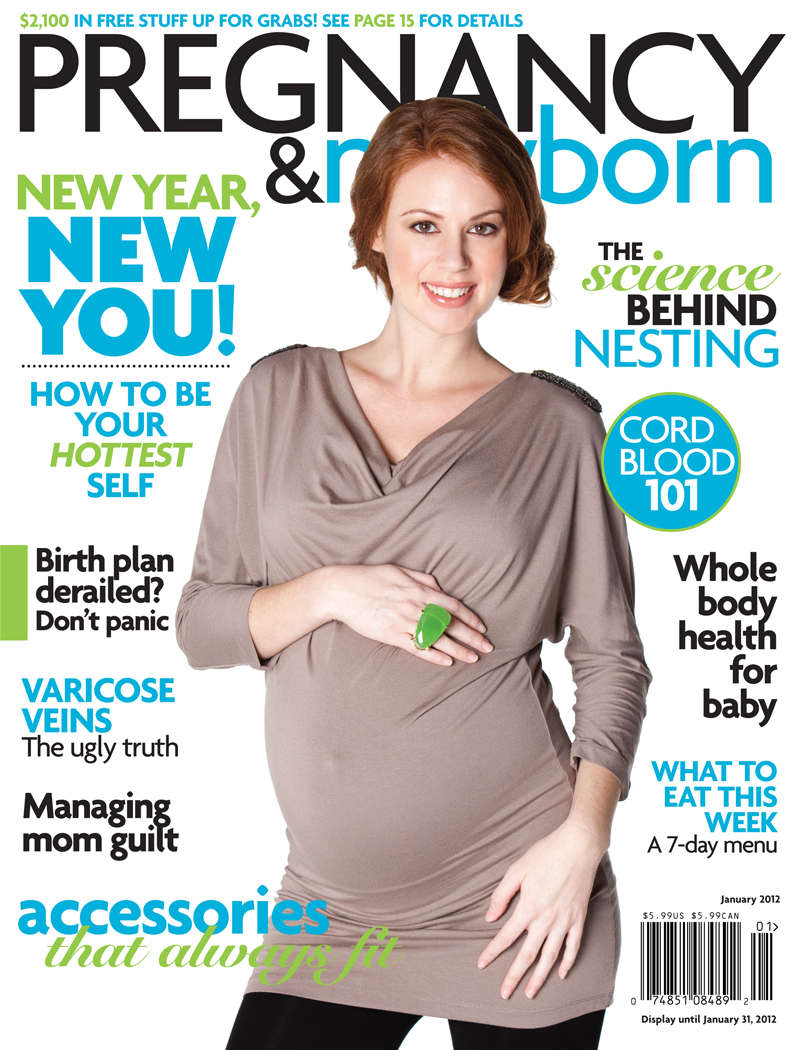 $2,100 IN FREE STUFF UP FOR GRABS! SEE PAGE 15 FOR DETAILS
PREGNANCY
& newborn
NEW YEAR,
NEW
YOU!
HOW TO BE
YOUR
HOTTEST
SELF
Birth plan
derailed?
Don't panic
VARICOSE
VEINS
The ugly truth
Managing
mom guilt
accessories
that always fit
THE
science
BEHIND
NESTING
CORD
BLOOD
101
Whole
body
health
for
baby
WHAT TO
EAT THIS
WEEK
A 7-day menu
January 2012
$5.99US $5.99CAN
01>
0 74851 08489 2
Display until January 31, 2012